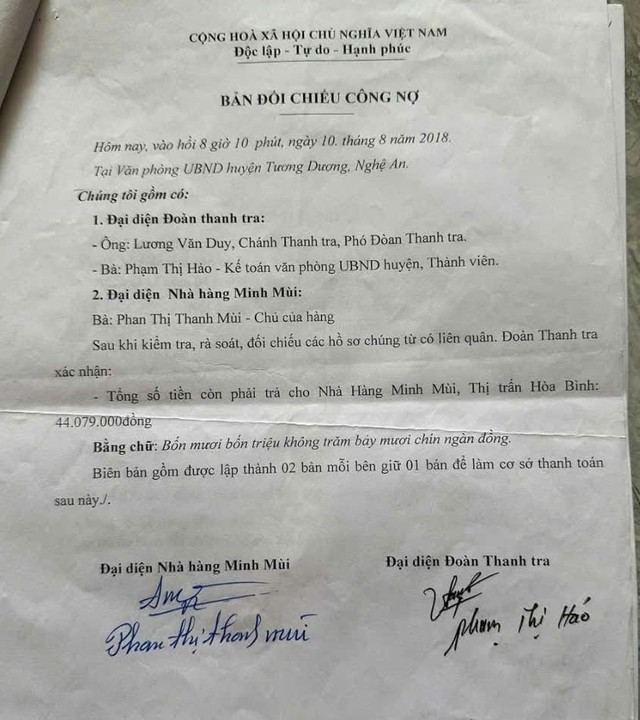 CỘNG HOÀ XÃ HỘI CHỦ NGHĨA VIỆT NAM
Độc lập - Tự do - Hạnh phúc
BẢN ĐỐI CHIẾU CÔNG NỢ
Hôm nay, vào hồi 8 giờ 10 phút, ngày 10. tháng 8 năm 2018.
Tại Văn phòng UBND huyện Tương Dương, Nghệ An.
Chúng tôi gồm có:
1. Đại diện Đoàn thanh tra:
- Ông: Lương Văn Duy, Chánh Thanh tra, Phó Đòan Thanh tra.
- Bà: Phạm Thị Hảo - Kế toán văn phòng UBND huyện, Thành viên.
2. Đại diện Nhà hàng Minh Mùi:
Bà: Phan Thị Thanh Mùi - Chủ của hàng
Sau khi kiểm tra, rà soát, đối chiếu các hồ sơ chúng từ có liên quân. Đoàn Thanh tra
xác nhận:
- Tổng số tiền còn phải trả cho Nhà Hàng Minh Mùi, Thị trấn Hòa Bình:
44.079.000đồng
Bằng chữ: Bốn mươi bốn triệu không trăm bảy mươi chín ngàn đồng.
Biên bản gồm được lập thành 02 bản mỗi bên giữ 01 bản để làm cơ sở thanh toán
sau này./.
Đại diện Nhà hàng Minh Mùi
Đại diện Đoàn Thanh tra
Phan thị thanh mùi
phạm Thị Hảo